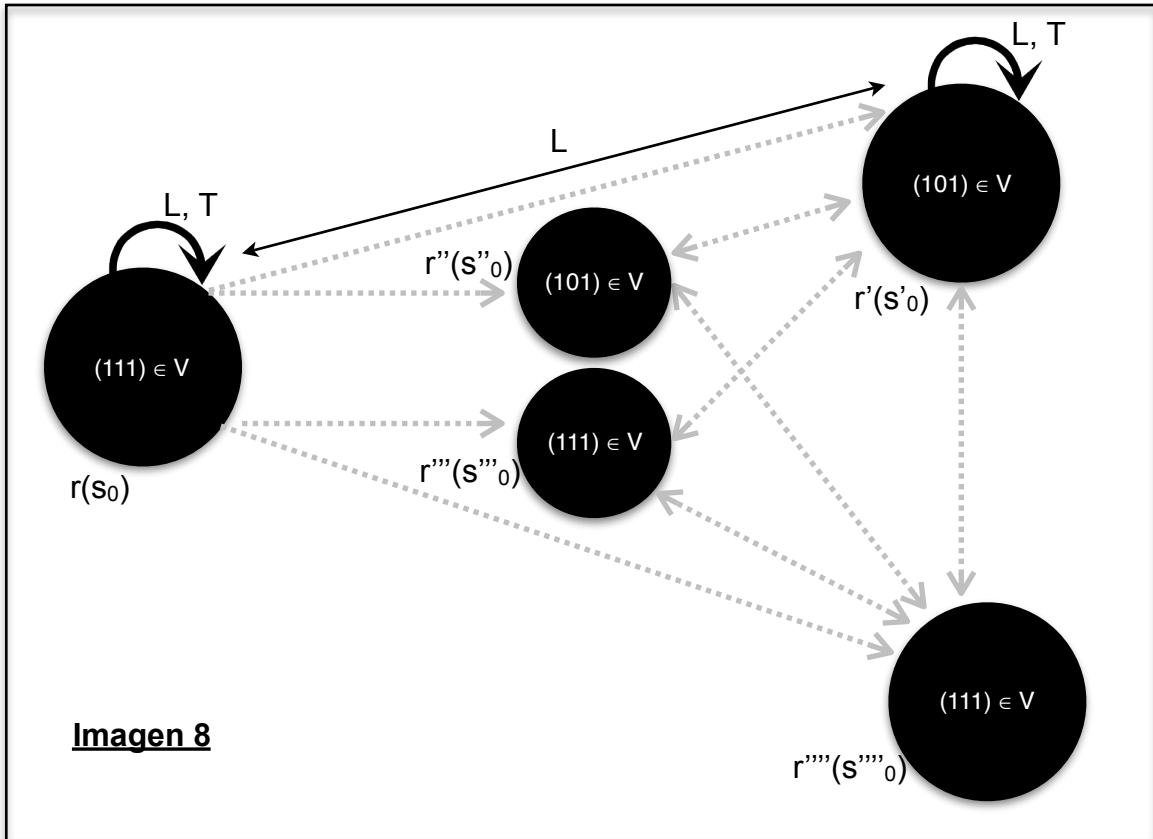 L, T
L
(101) ∈ V
L, T
r''(s''₀)
(101) ∈ V
r'(s'₀)
(111) ∈ V
(111) ∈ V
r'''(s'''₀)
r(s₀)
(111) ∈ V
Imagen 8
r''''(s''''₀)